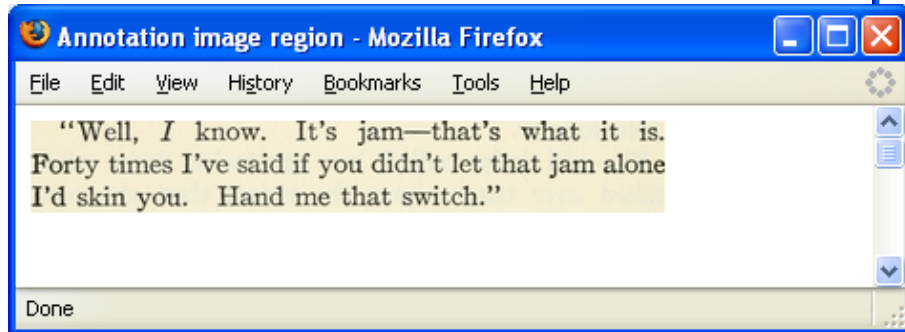 Annotation image region - Mozilla Firefox
File Edit View History Bookmarks Tools Help
“Well, I know. It's jam—that's what it is.
Forty times I've said if you didn't let that jam alone
I'd skin you. Hand me that switch.”
Done